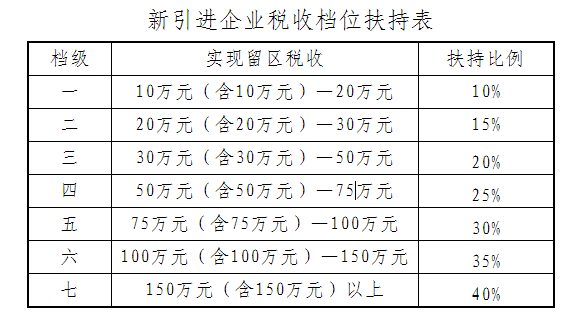 新引进企业税收档位扶持表
档级 实现留区税收 扶持比例
一 10万元（含10万元）—20万元 10%
二 20万元（含20万元）—30万元 15%
三 30万元（含30万元）—50万元 20%
四 50万元（含50万元）—75万元 25%
五 75万元（含75万元）—100万元 30%
六 100万元（含100万元）—150万元 35%
七 150万元（含150万元）以上 40%